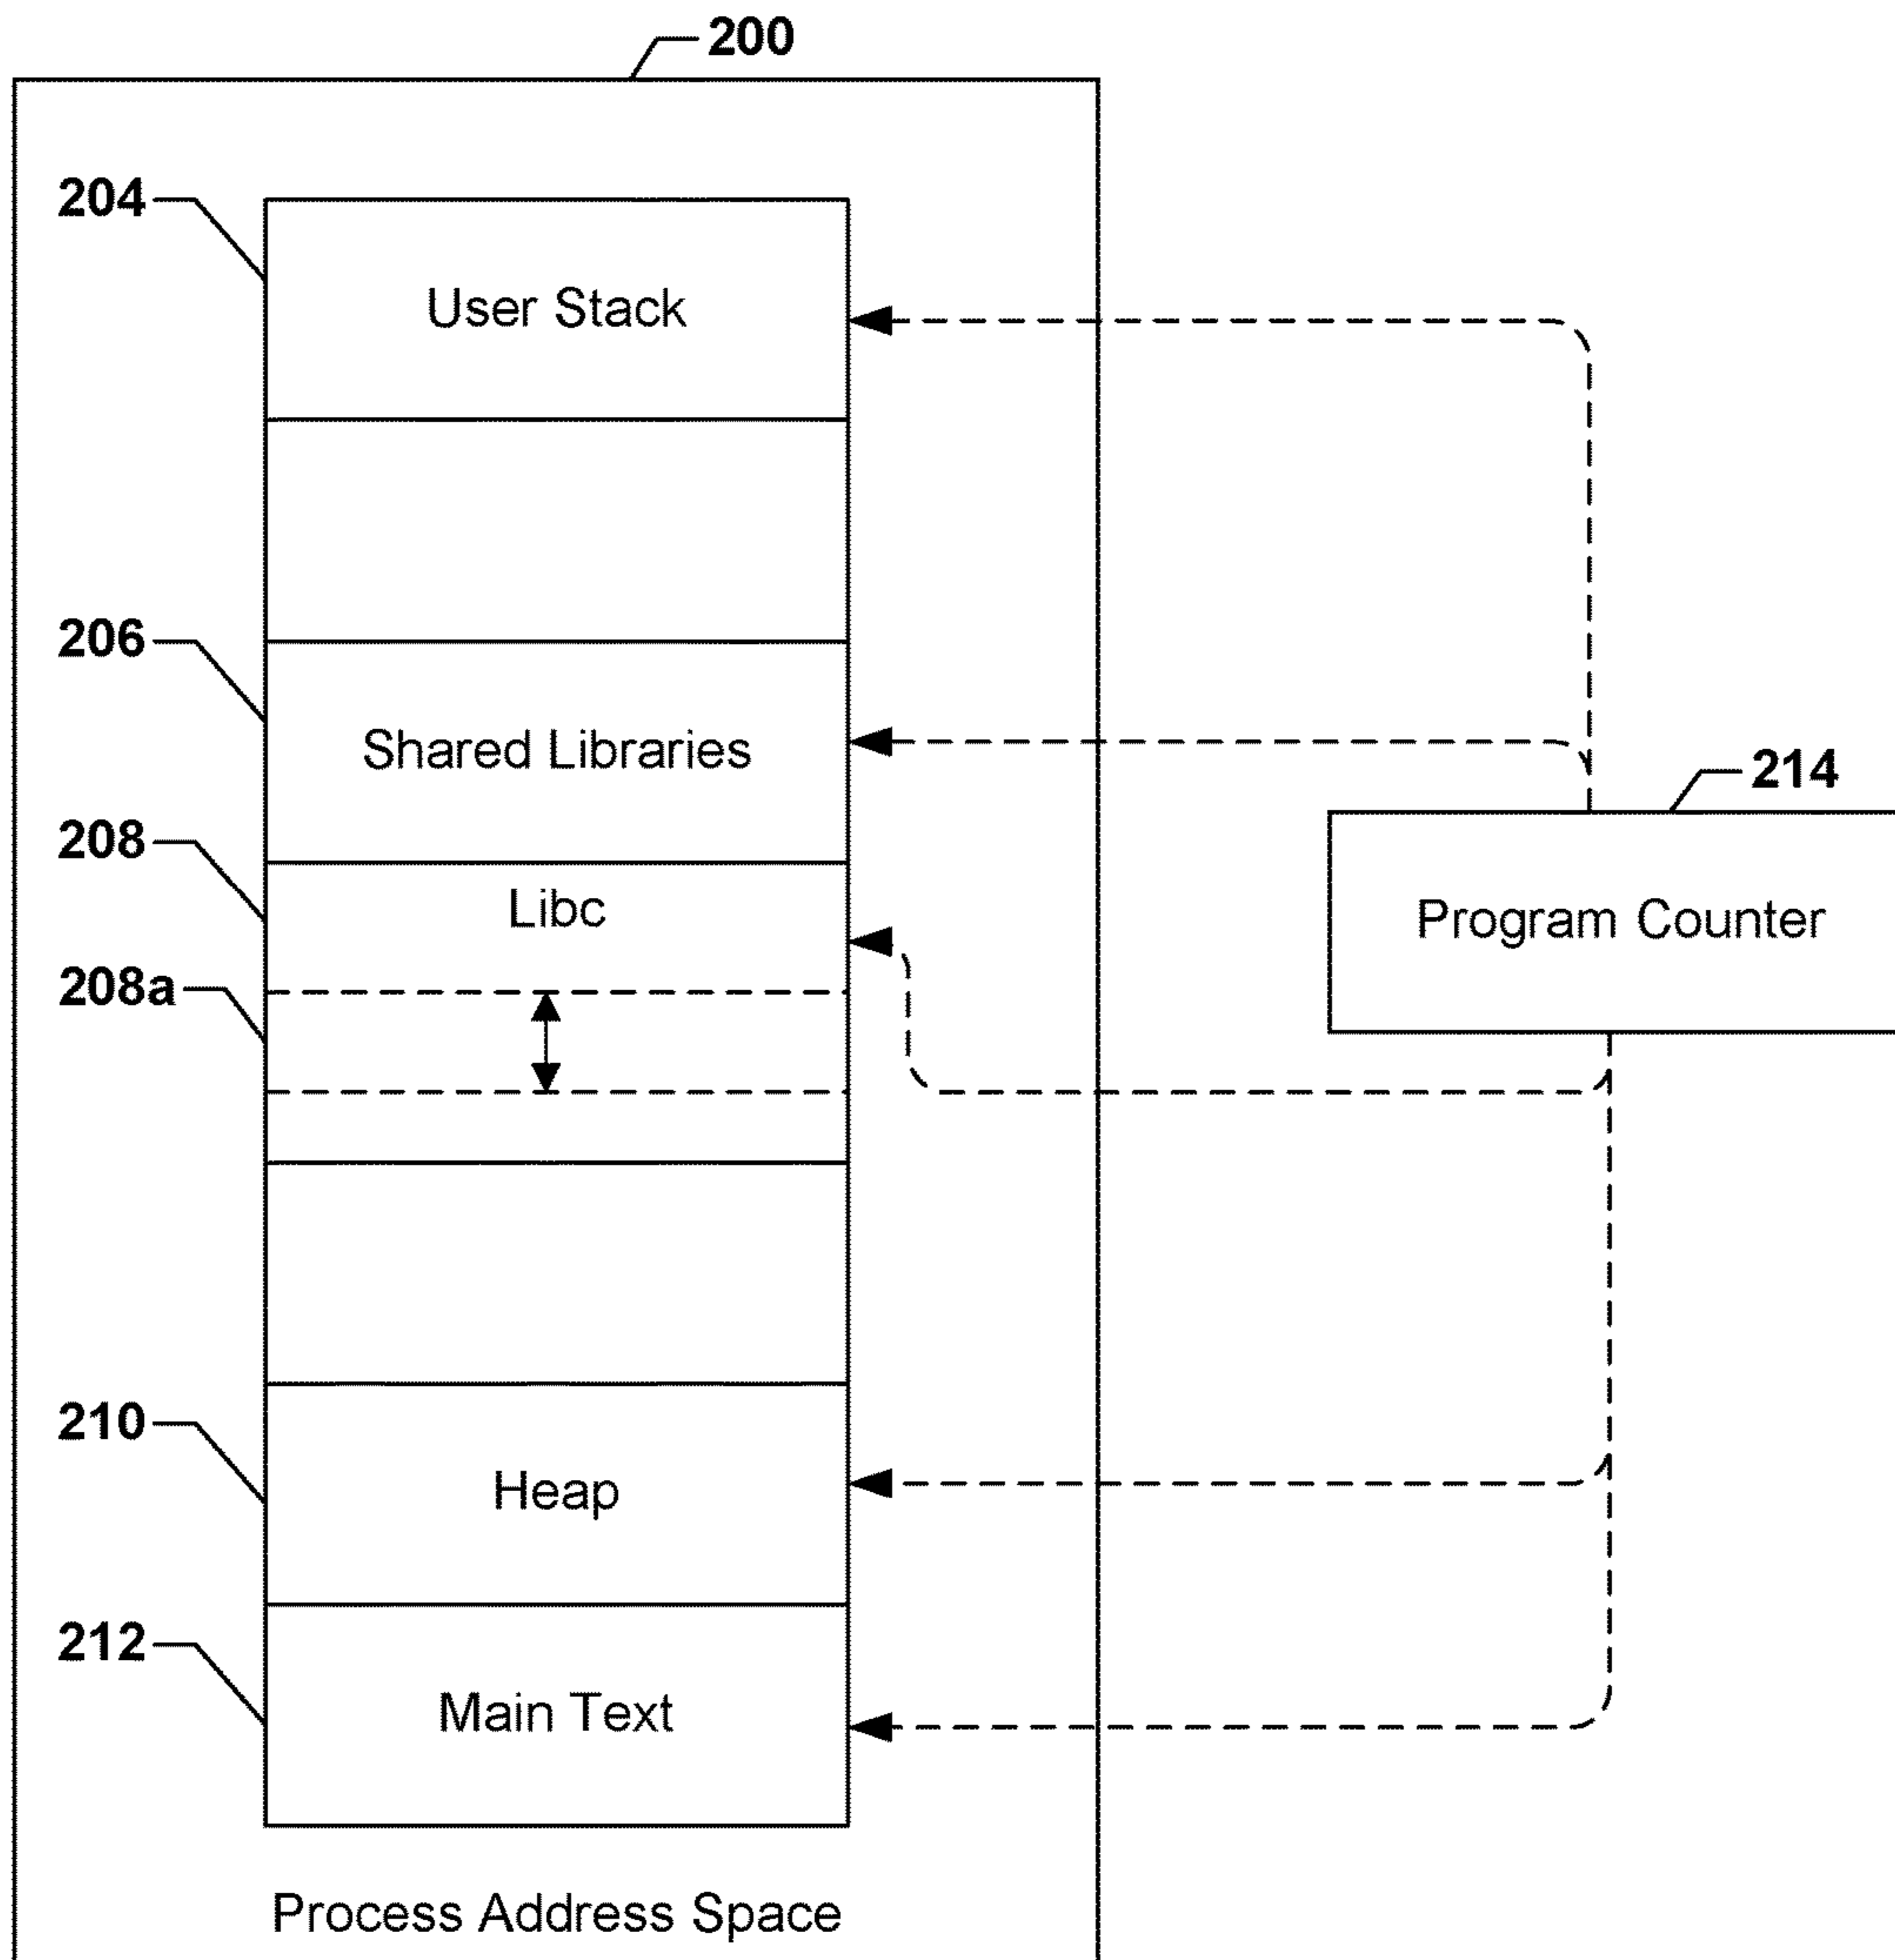 200
204
User Stack
206
Shared Libraries
214
208
Libc
Program Counter
208a
210
Heap
212
Main Text
Process Address Space